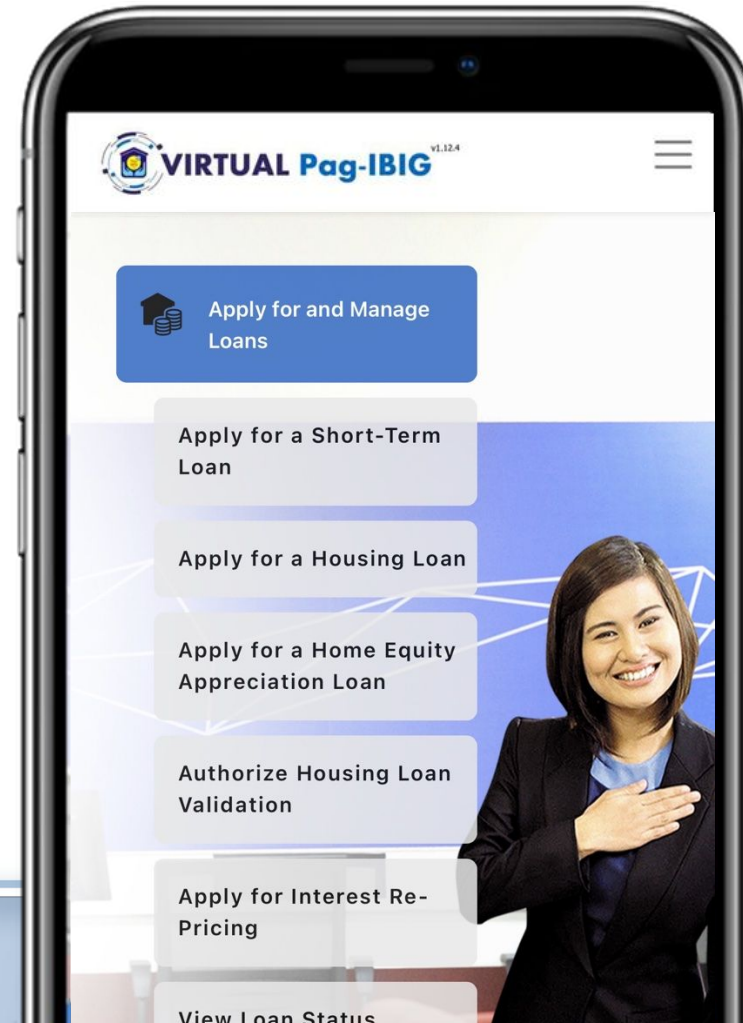 VIRTUAL Pag-IBIG v1.12.4
Apply for and Manage
Loans
Apply for a Short-Term
Loan
Apply for a Housing Loan
Apply for a Home Equity
Appreciation Loan
Authorize Housing Loan
Validation
Apply for Interest Re-
Pricing
View Loan Status